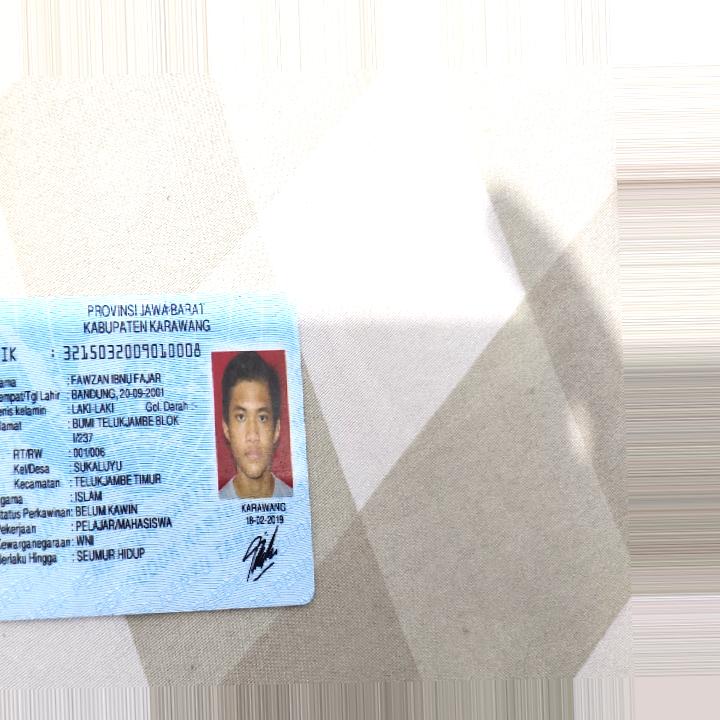 PROVINSI JAWA BARAT
KABUPATEN KARAWANG
IK : 3215032009010008
ama : FAWZAN IBNU FAJAR
empat/Tgl Lahir : BANDUNG, 20-09-2001
enis kelamin : LAKI-LAKI Gol. Darah : -
lamat : BUMI TELUKJAMBE BLOK
I/237
RT/RW : 001/006
Kel/Desa : SUKALUYU
Kecamatan : TELUKJAMBE TIMUR
gama : ISLAM
tatus Perkawinan: BELUM KAWIN
ekerjaan : PELAJAR/MAHASISWA
ewarganegaraan: WNI
erlaku Hingga : SEUMUR HIDUP
KARAWANG
18-02-2019